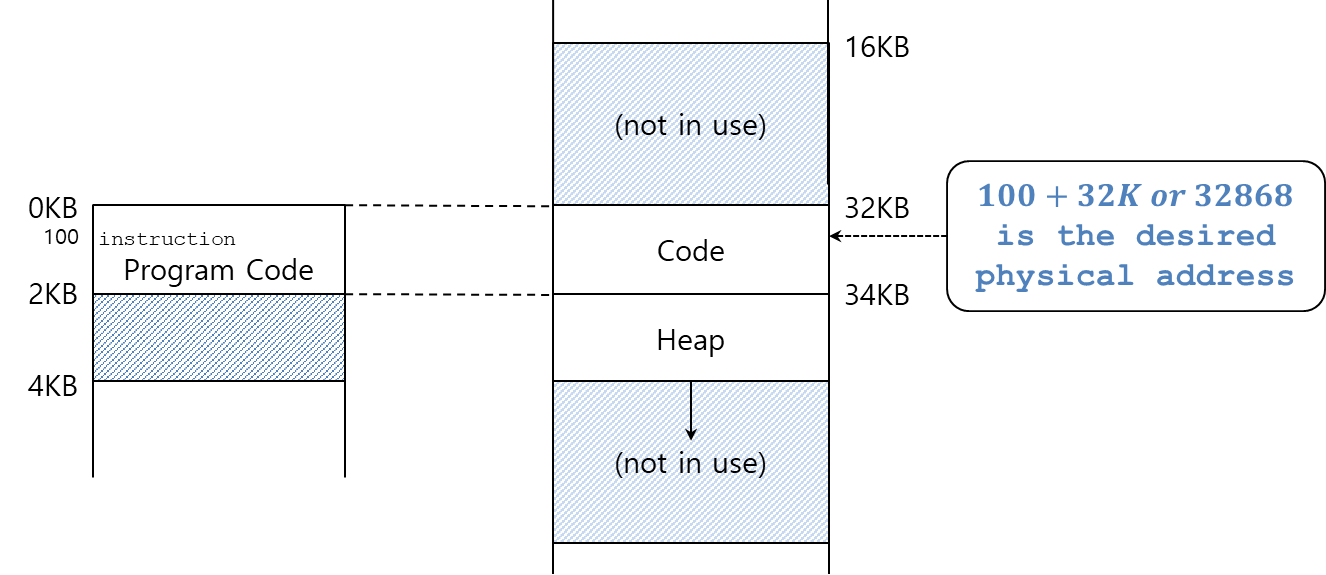 16KB
(not in use)
0KB
32KB
100 + 32K or 32868
100
instruction
is the desired
Code
Program Code
physical address
2KB
34KB
Heap
4KB
(not in use)